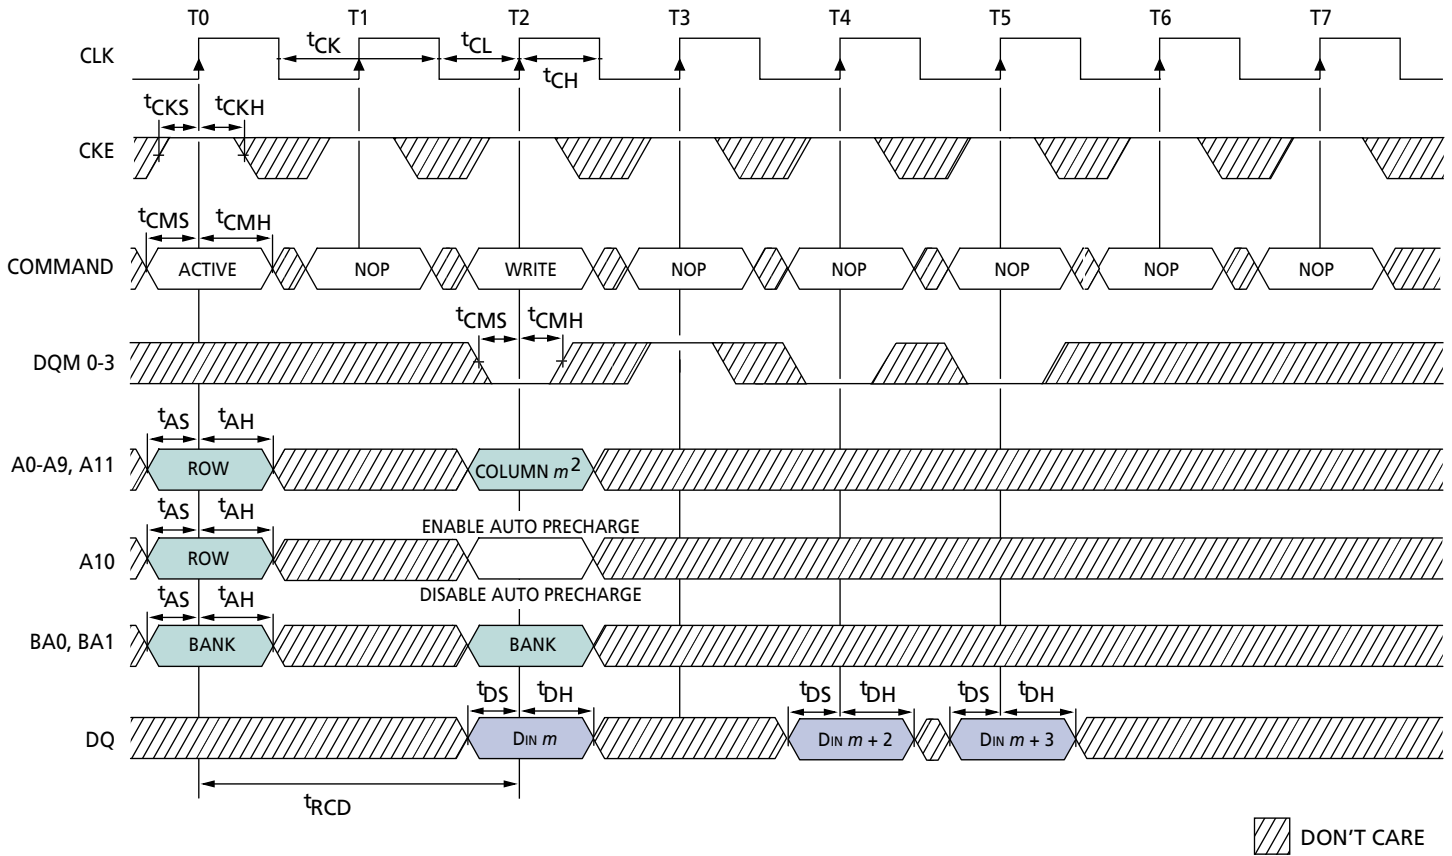 T0 T1 T2 T3 T4 T5 T6 T7
CLK
tCK tCL
tCH
tCKS tCKH
CKE
tCMS tCMH
COMMAND ACTIVE NOP WRITE NOP NOP NOP NOP NOP
tCMS tCMH
DQM 0-3
tAS tAH
A0-A9, A11 ROW COLUMN m2
tAS tAH
ENABLE AUTO PRECHARGE
A10 ROW
DISABLE AUTO PRECHARGE
tAS tAH
BA0, BA1 BANK BANK
tDS tDH tDS tDH tDS tDH
DQ DIN m DIN m + 2 DIN m + 3
tRCD
DON'T CARE